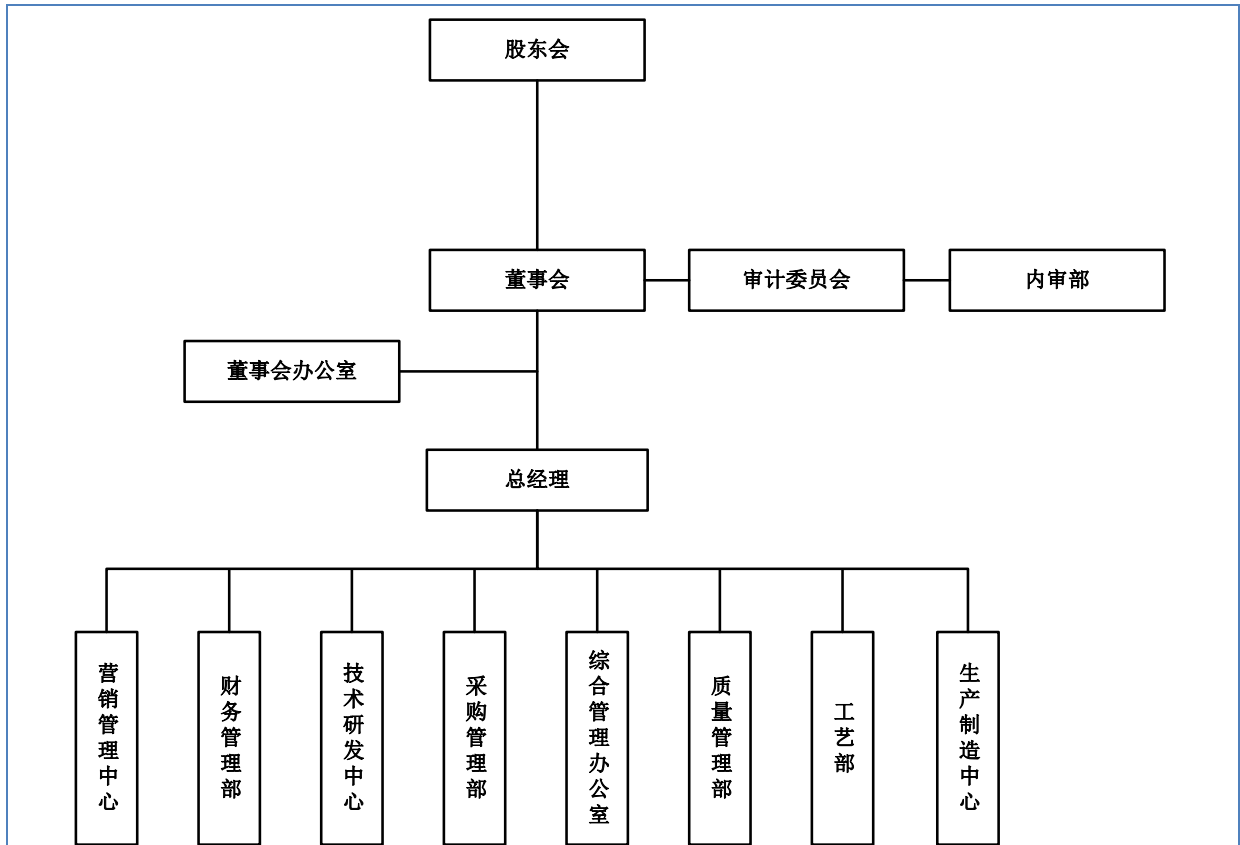 股东会
董事会
审计委员会
内审部
董事会办公室
总经理
营销管理中心
财务管理部
技术研发中心
采购管理部
综合管理办公室
质量管理部
工艺部
生产制造中心